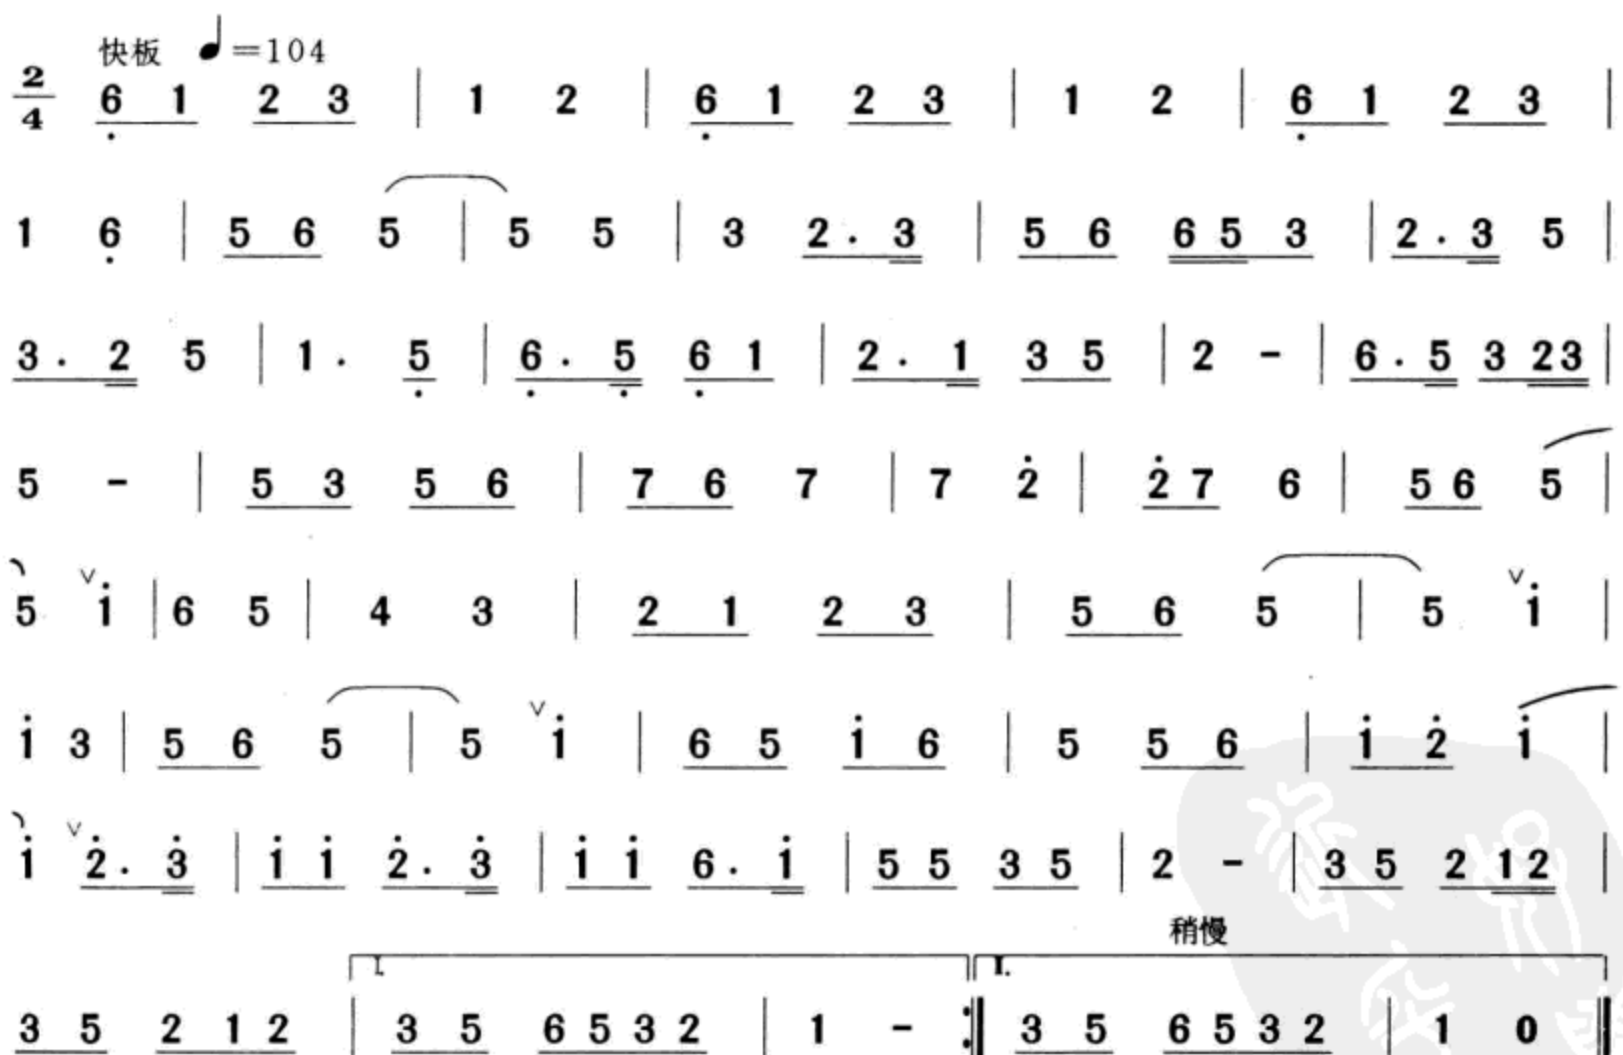 快板 ♩=104
2/4 6̣ 1 2 3 | 1 2 | 6̣ 1 2 3 | 1 2 | 6̣ 1 2 3 |
1 6̣ | 5 6 5 | 5 5 | 3 2 . 3 | 5 6 6 5 3 | 2 . 3 5 |
3 . 2 5 | 1 . 5̣ | 6̣ . 5̣ 6̣ 1 | 2 . 1 3 5 | 2 - | 6 . 5 3 2 3 |
5 - | 5 3 5 6 | 7 6 7 | 7 2̇ | 2̇ 7 6 | 5 6 5 |
5 ∨ 1̇ | 6 5 | 4 3 | 2 1 2 3 | 5 6 5 | 5 ∨ 1̇ |
1̇ 3 | 5 6 5 | 5 ∨ 1̇ | 6 5 1̇ 6 | 5 5 6 | 1̇ 2̇ 1̇ |
1̇ ∨ 2̇ . 3̇ | 1̇ 1̇ 2̇ . 3̇ | 1̇ 1̇ 6 . 1̇ | 5 5 3 5 | 2 - | 3 5 2 1 2 |
稍慢
I. II.
3 5 2 1 2 | 3 5 6 5 3 2 | 1 - :‖ 3 5 6 5 3 2 | 1 0 ‖